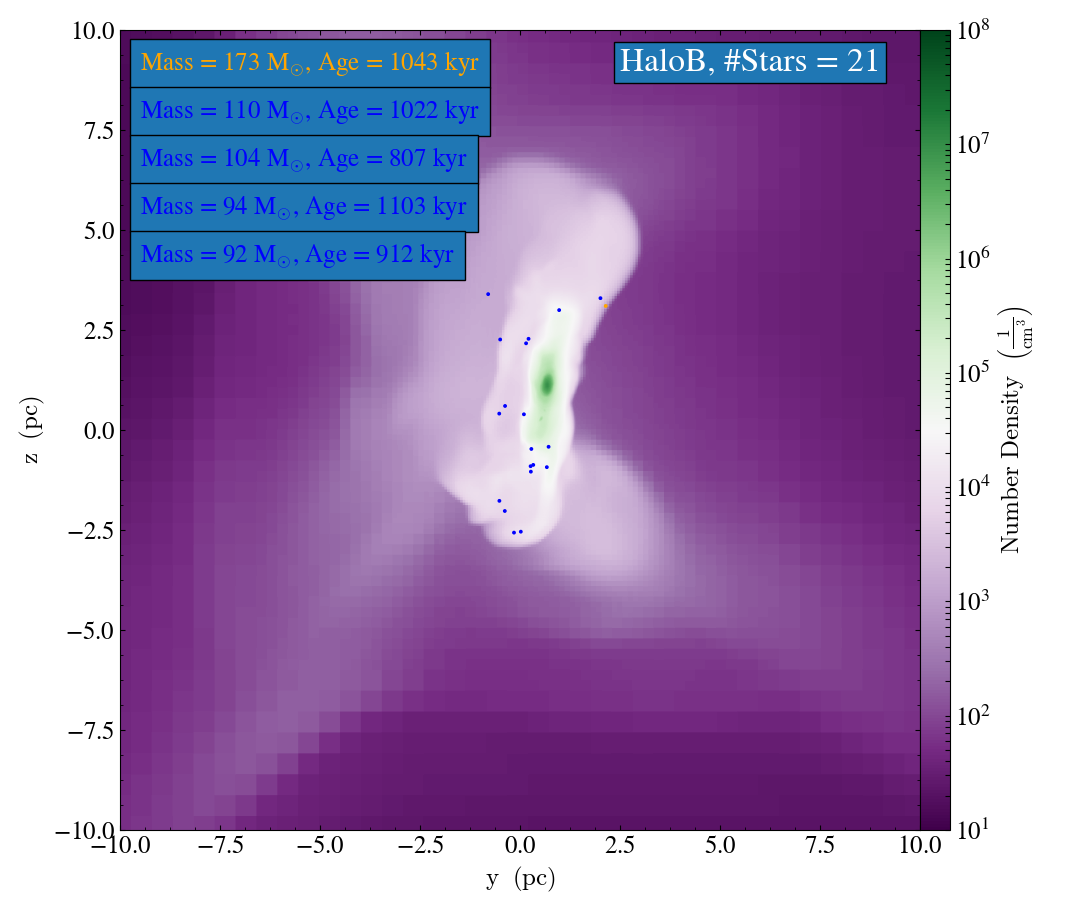 Mass = 173 M☉, Age = 1043 kyr
Mass = 110 M☉, Age = 1022 kyr
Mass = 104 M☉, Age = 807 kyr
Mass = 94 M☉, Age = 1103 kyr
Mass = 92 M☉, Age = 912 kyr
HaloB, #Stars = 21
10.0
7.5
5.0
2.5
0.0
−2.5
−5.0
−7.5
−10.0
z (pc)
−10.0 −7.5 −5.0 −2.5 0.0 2.5 5.0 7.5 10.0
y (pc)
10⁸
10⁷
10⁶
10⁵
10⁴
10³
10²
10¹
Number Density (1/cm³)